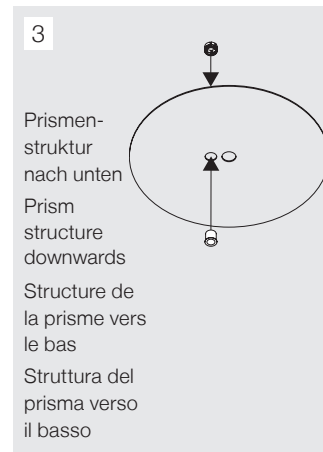 3
Prismen-
struktur
nach unten
Prism
structure
downwards
Structure de
la prisme vers
le bas
Struttura del
prisma verso
il basso